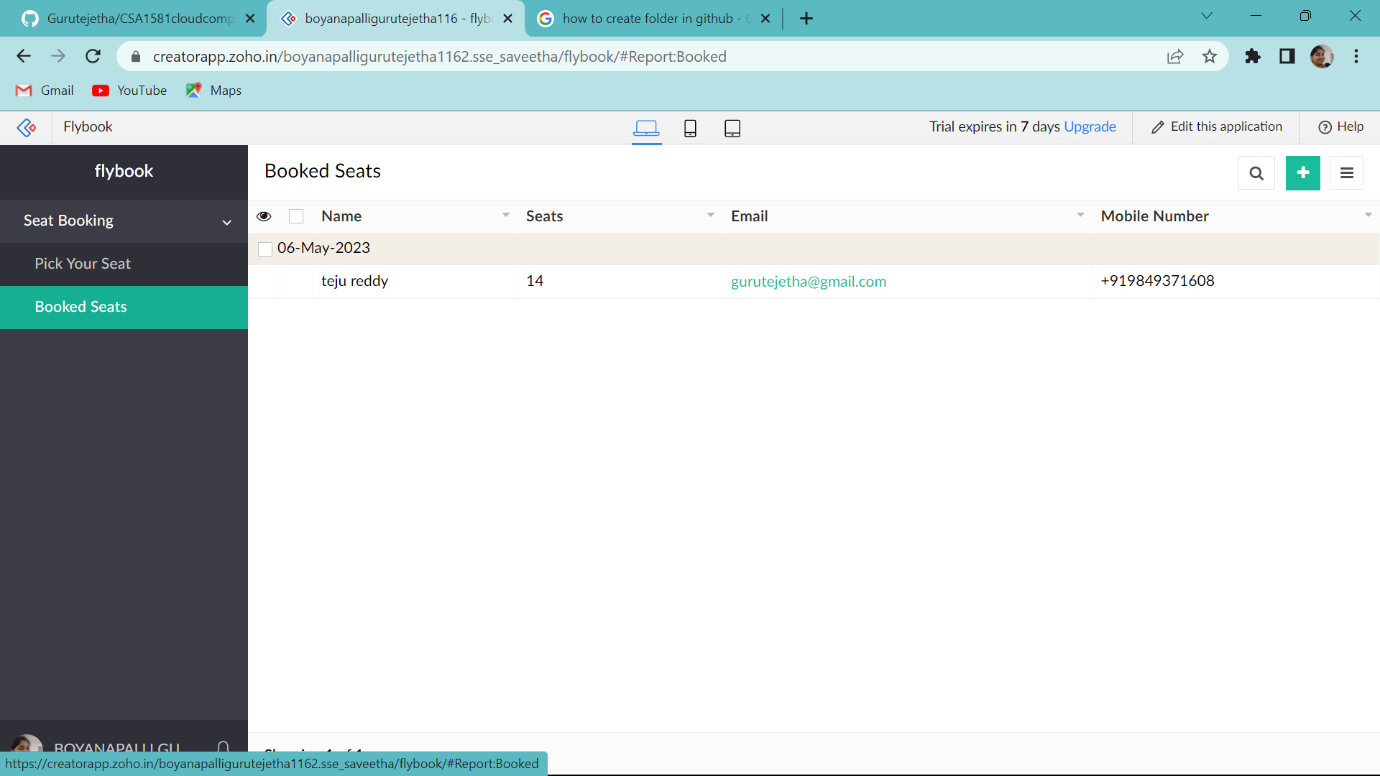 Gurutejetha/CSA1581cloudcomp
boyanapalligurutejetha116 - flyb
how to create folder in github - G
creatorapp.zoho.in/boyanapalligurutejetha1162.sse_saveetha/flybook/#Report:Booked
Gmail YouTube Maps
Flybook Trial expires in 7 days Upgrade Edit this application Help
flybook
Seat Booking
Pick Your Seat
Booked Seats
Booked Seats
Name Seats Email Mobile Number
06-May-2023
teju reddy 14 gurutejetha@gmail.com +919849371608
BOYANAPALLI GU
https://creatorapp.zoho.in/boyanapalligurutejetha1162.sse_saveetha/flybook/#Report:Booked